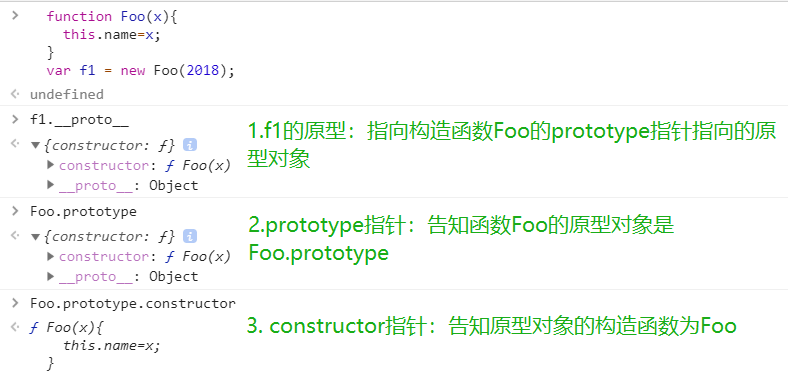 function Foo(x){
this.name=x;
}
var f1 = new Foo(2018);
undefined
f1.__proto__
1.f1的原型：指向构造函数Foo的prototype指针指向的原
型对象
{constructor: ƒ} i
constructor: ƒ Foo(x)
__proto__: Object
Foo.prototype
2.prototype指针：告知函数Foo的原型对象是
Foo.prototype
{constructor: ƒ} i
constructor: ƒ Foo(x)
__proto__: Object
Foo.prototype.constructor
3. constructor指针：告知原型对象的构造函数为Foo
ƒ Foo(x){
this.name=x;
}